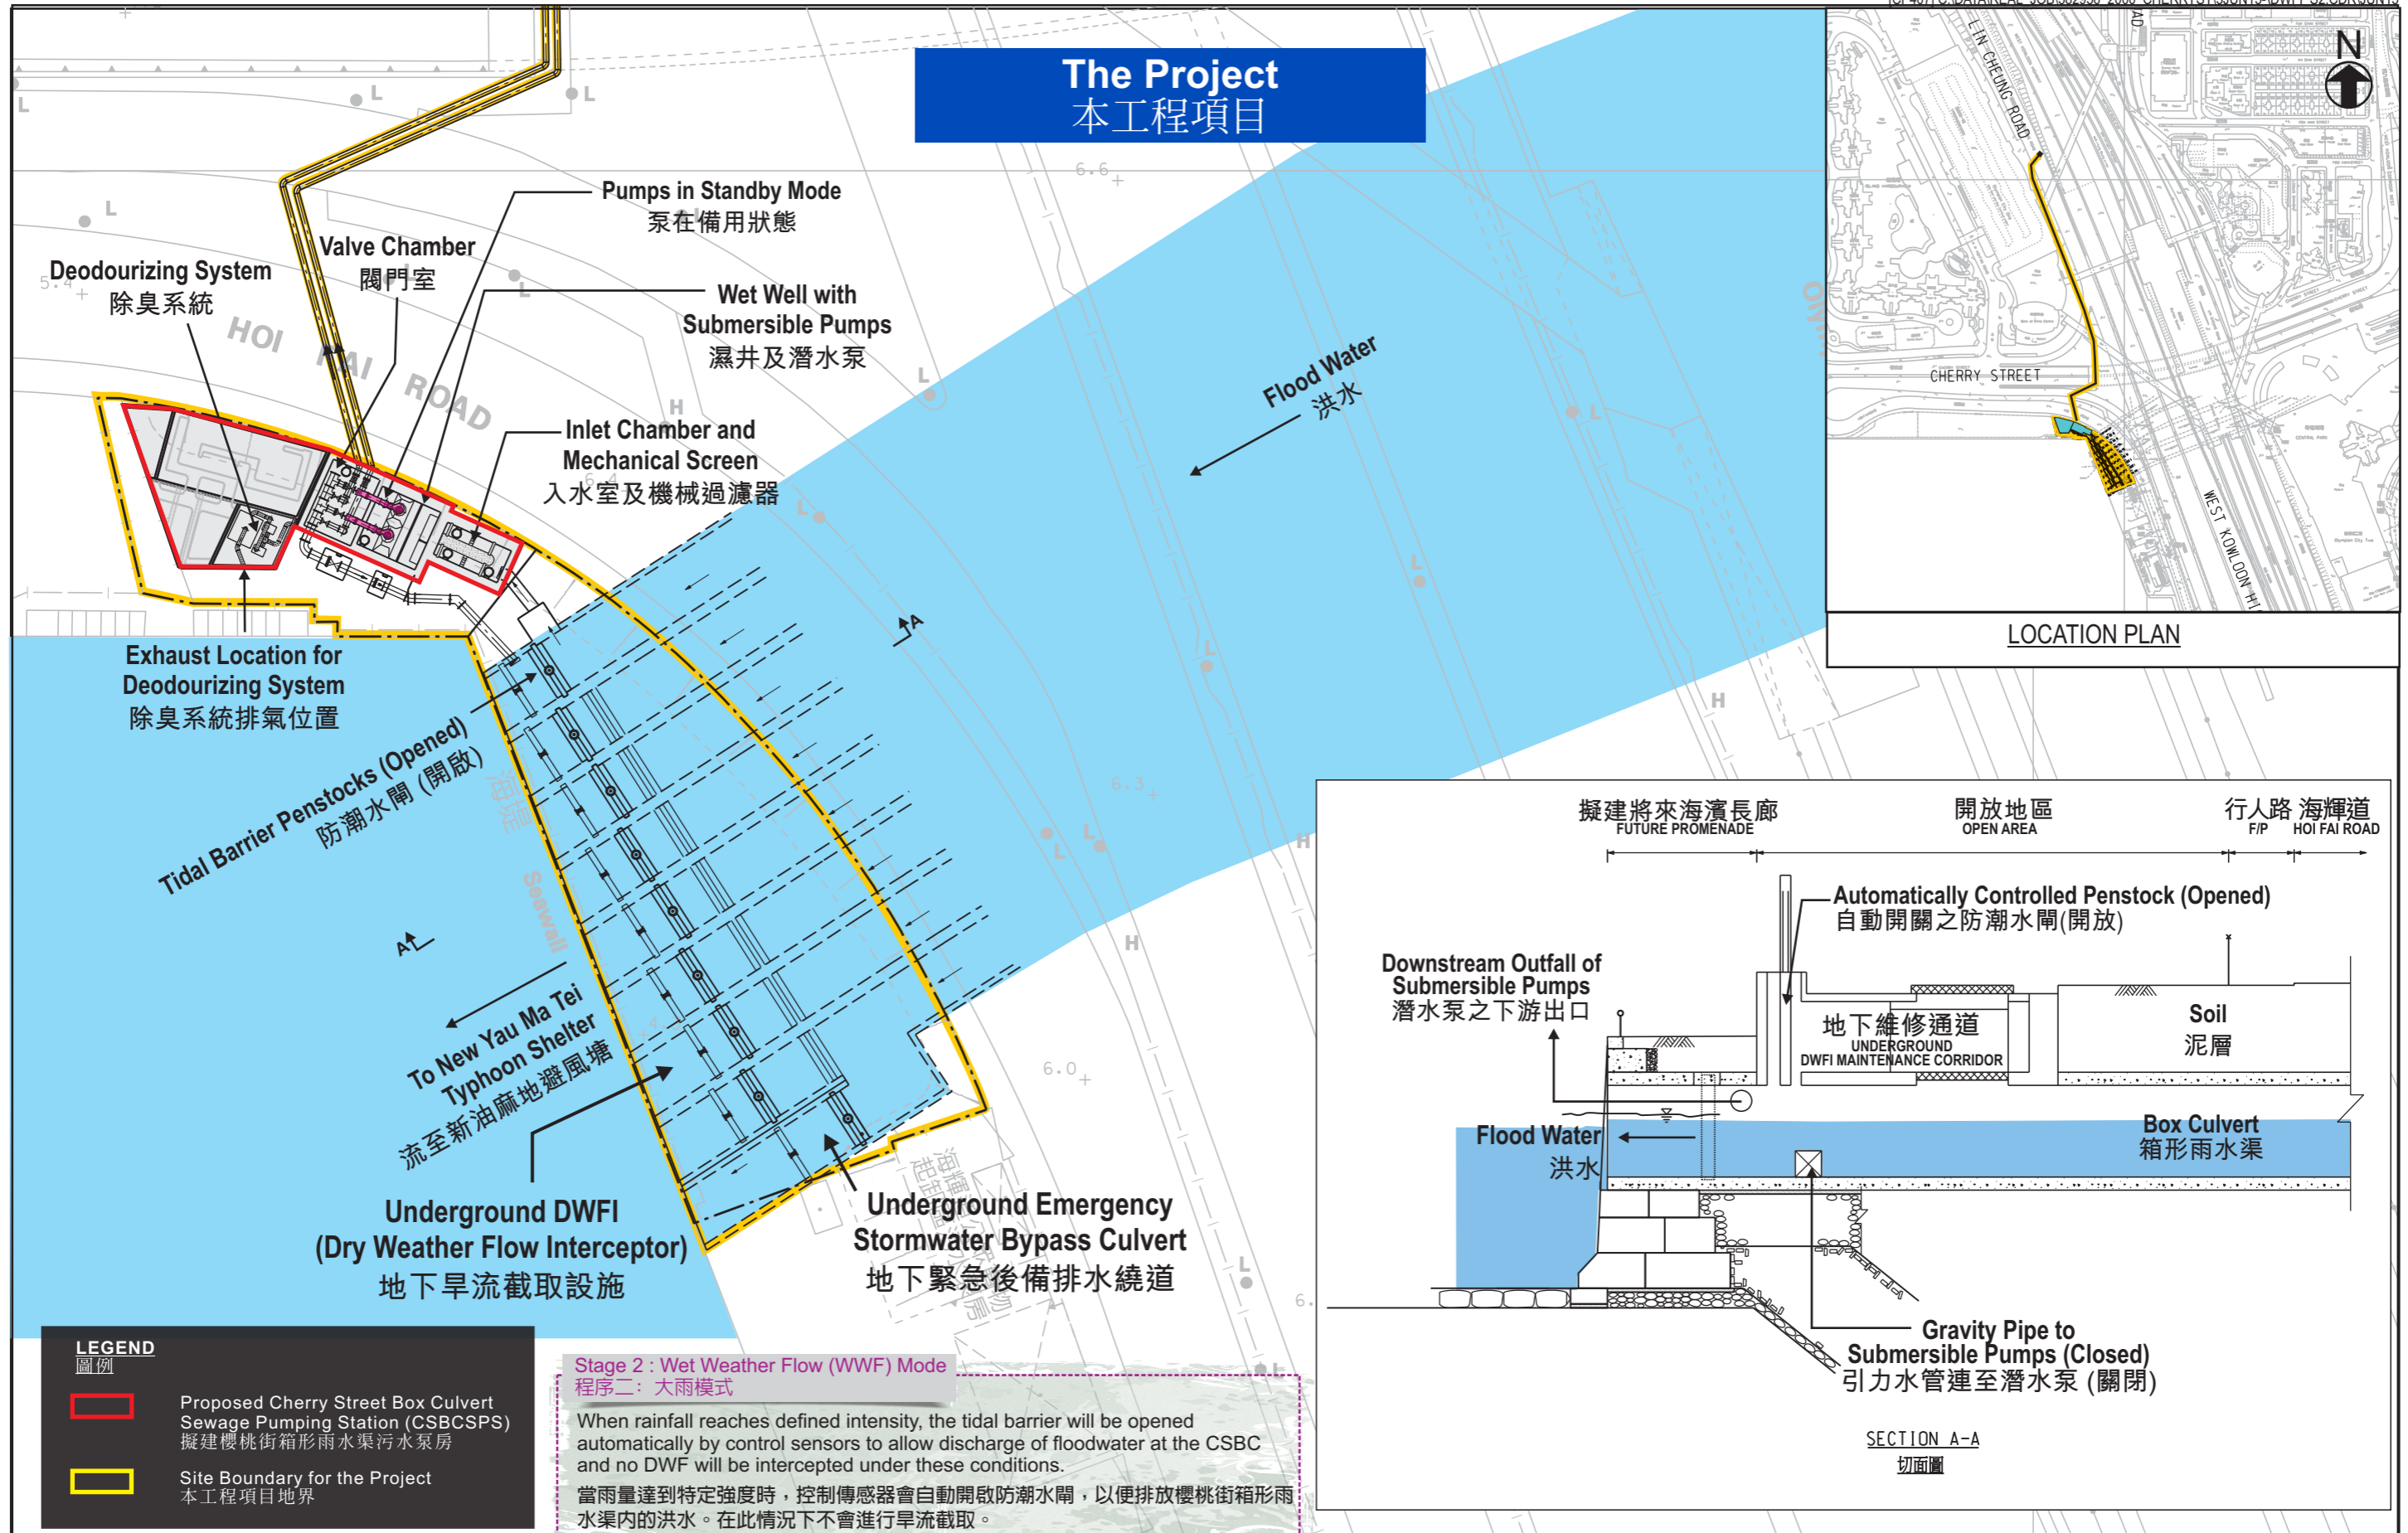 The Project
本工程項目
Pumps in Standby Mode
泵在備用狀態
Valve Chamber
閥門室
Deodourizing System
除臭系統
Wet Well with
Submersible Pumps
濕井及潛水泵
Inlet Chamber and
Mechanical Screen
入水室及機械過濾器
HOI FAI ROAD
5.4
6.6
6.4
6.3
6.0
Flood Water
洪水
Exhaust Location for
Deodourizing System
除臭系統排氣位置
Tidal Barrier Penstocks (Opened)
防潮水閘 (開啟)
海堤
Seawall
A
A
To New Yau Ma Tei
Typhoon Shelter
流至新油麻地避風塘
Underground DWFI
(Dry Weather Flow Interceptor)
地下旱流截取設施
Underground Emergency
Stormwater Bypass Culvert
地下緊急後備排水繞道
N
LIN CHEUNG ROAD
CHERRY STREET
WEST KOWLOON HI
LOCATION PLAN
擬建將來海濱長廊
FUTURE PROMENADE
開放地區
OPEN AREA
行人路
F/P
海輝道
HOI FAI ROAD
Automatically Controlled Penstock (Opened)
自動開關之防潮水閘(開放)
Downstream Outfall of
Submersible Pumps
潛水泵之下游出口
地下維修通道
UNDERGROUND
DWFI MAINTENANCE CORRIDOR
Soil
泥層
Flood Water
洪水
Box Culvert
箱形雨水渠
Gravity Pipe to
Submersible Pumps (Closed)
引力水管連至潛水泵 (關閉)
SECTION A-A
切面圖
LEGEND
圖例
Proposed Cherry Street Box Culvert
Sewage Pumping Station (CSBCSPS)
擬建櫻桃街箱形雨水渠污水泵房
Site Boundary for the Project
本工程項目地界
Stage 2 : Wet Weather Flow (WWF) Mode
程序二：大雨模式
When rainfall reaches defined intensity, the tidal barrier will be opened
automatically by control sensors to allow discharge of floodwater at the CSBC
and no DWF will be intercepted under these conditions.
當雨量達到特定強度時，控制傳感器會自動開啟防潮水閘，以便排放櫻桃街箱形雨
水渠内的洪水。在此情況下不會進行旱流截取。